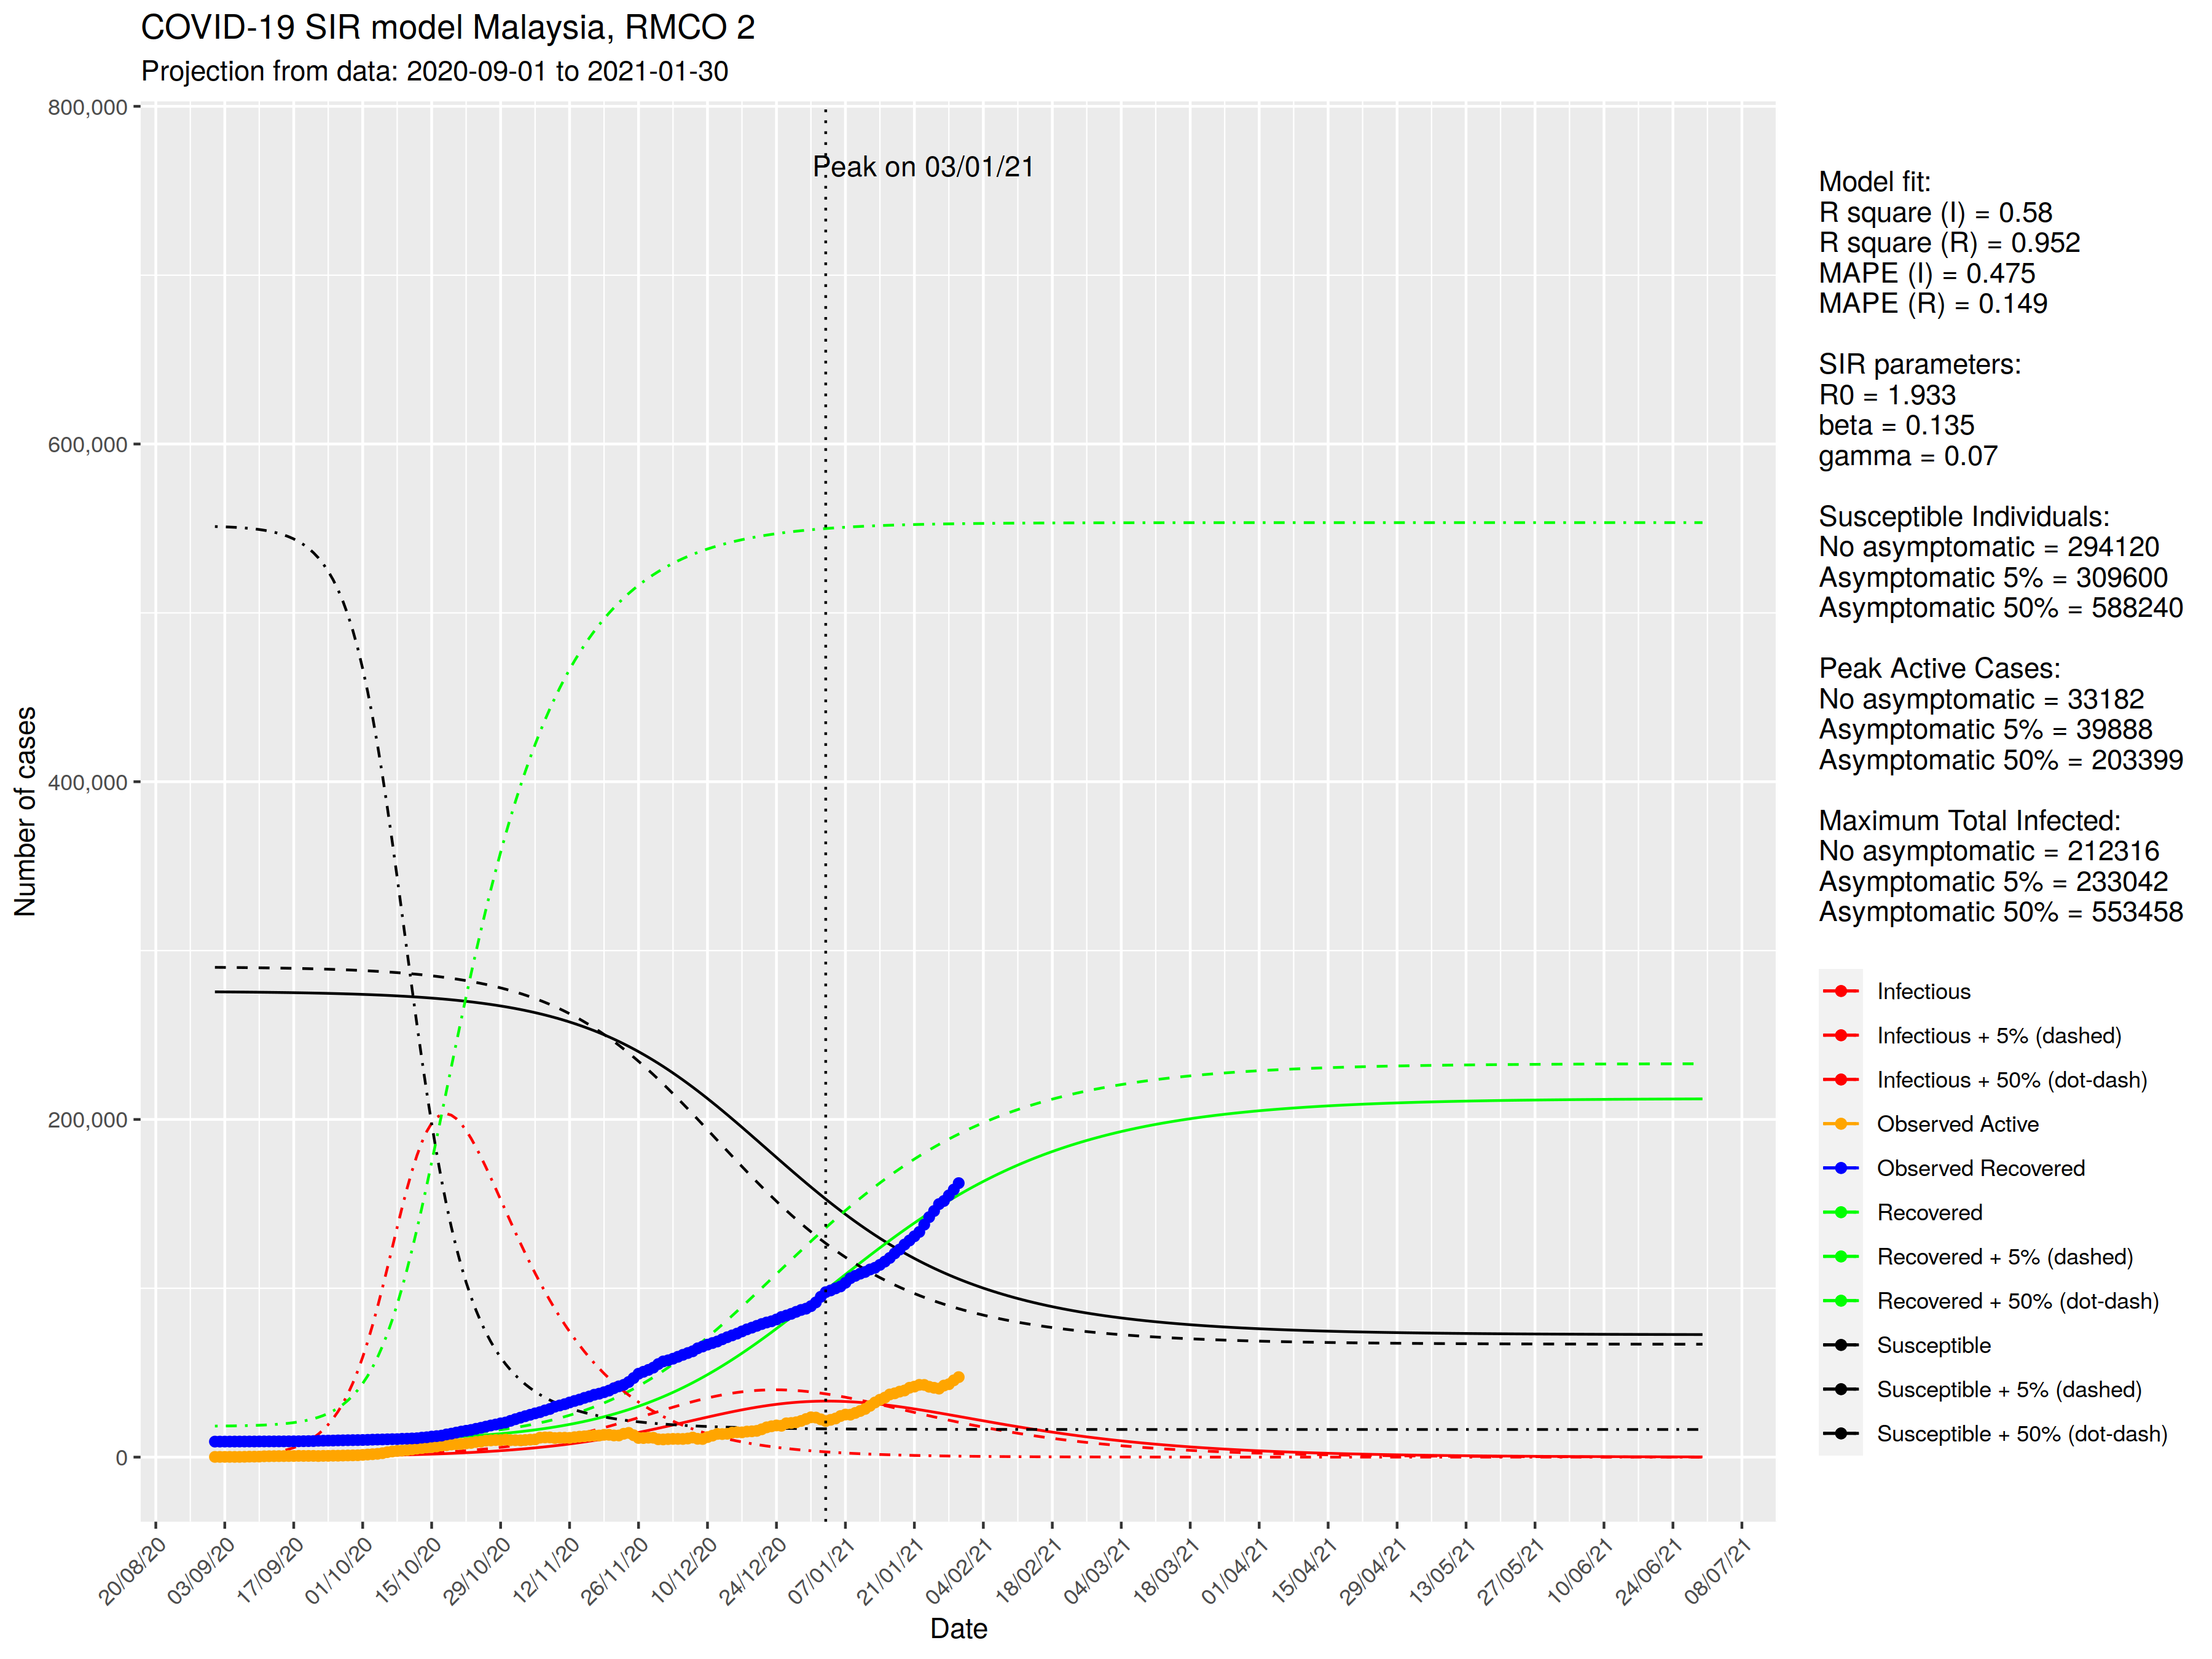 COVID-19 SIR model Malaysia, RMCO 2
Projection from data: 2020-09-01 to 2021-01-30
800,000
600,000
400,000
200,000
0
Number of cases
Peak on 03/01/21
20/08/20
03/09/20
17/09/20
01/10/20
15/10/20
29/10/20
12/11/20
26/11/20
10/12/20
24/12/20
07/01/21
21/01/21
04/02/21
18/02/21
04/03/21
18/03/21
01/04/21
15/04/21
29/04/21
13/05/21
27/05/21
10/06/21
24/06/21
08/07/21
Date
Model fit:
R square (I) = 0.58
R square (R) = 0.952
MAPE (I) = 0.475
MAPE (R) = 0.149
SIR parameters:
R0 = 1.933
beta = 0.135
gamma = 0.07
Susceptible Individuals:
No asymptomatic = 294120
Asymptomatic 5% = 309600
Asymptomatic 50% = 588240
Peak Active Cases:
No asymptomatic = 33182
Asymptomatic 5% = 39888
Asymptomatic 50% = 203399
Maximum Total Infected:
No asymptomatic = 212316
Asymptomatic 5% = 233042
Asymptomatic 50% = 553458
Infectious
Infectious + 5% (dashed)
Infectious + 50% (dot-dash)
Observed Active
Observed Recovered
Recovered
Recovered + 5% (dashed)
Recovered + 50% (dot-dash)
Susceptible
Susceptible + 5% (dashed)
Susceptible + 50% (dot-dash)